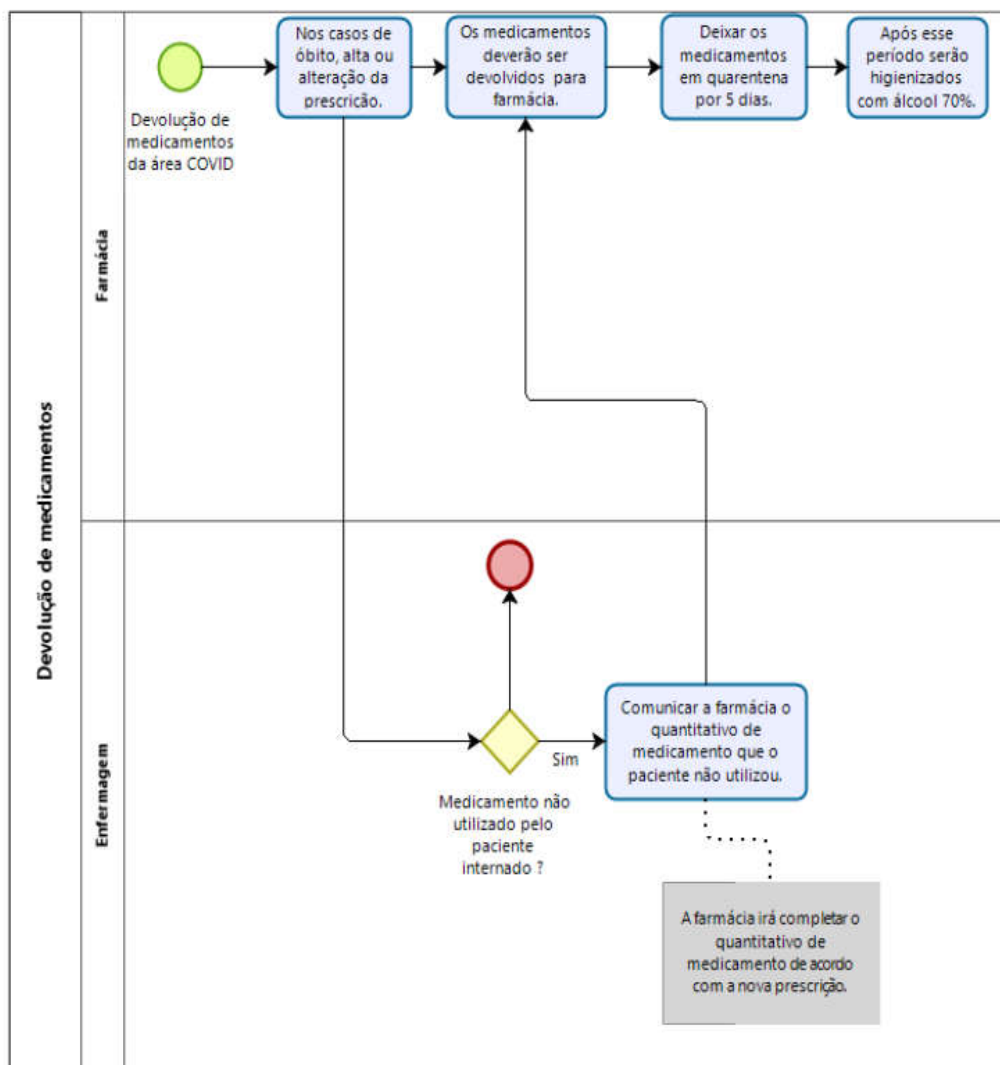 Devolução de medicamentos
Farmácia
Devolução de
medicamentos
da área COVID
Nos casos de
óbito, alta ou
alteração da
prescricão.
Os medicamentos
deverão ser
devolvidos para
farmácia.
Deixar os
medicamentos
em quarentena
por 5 dias.
Após esse
período serão
higienizados
com álcool 70%.
Enfermagem
Medicamento não
utilizado pelo
paciente
internado ?
Sim
Comunicar a farmácia o
quantitativo de
medicamento que o
paciente não utilizou.
A farmácia irá completar o
quantitativo de
medicamento de acordo
com a nova prescrição.